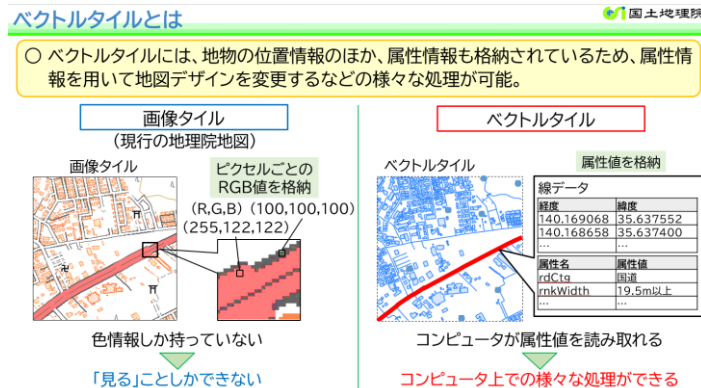 ベクトルタイルとは
国土地理院
〇 ベクトルタイルには、地物の位置情報のほか、属性情報も格納されているため、属性情
報を用いて地図デザインを変更するなどの様々な処理が可能。
画像タイル
(現行の地理院地図)
画像タイル
ピクセルごとの
RGB値を格納
(R,G,B) (100,100,100)
(255,122,122)
色情報しか持っていない
「見る」ことしかできない
ベクトルタイル
ベクトルタイル
属性値を格納
線データ
経度 緯度
140.169068 35.637552
140.168658 35.637400
... ...
属性名 属性値
rdCtg 国道
rnkWidth 19.5m以上
... ...
コンピュータが属性値を読み取れる
コンピュータ上での様々な処理ができる